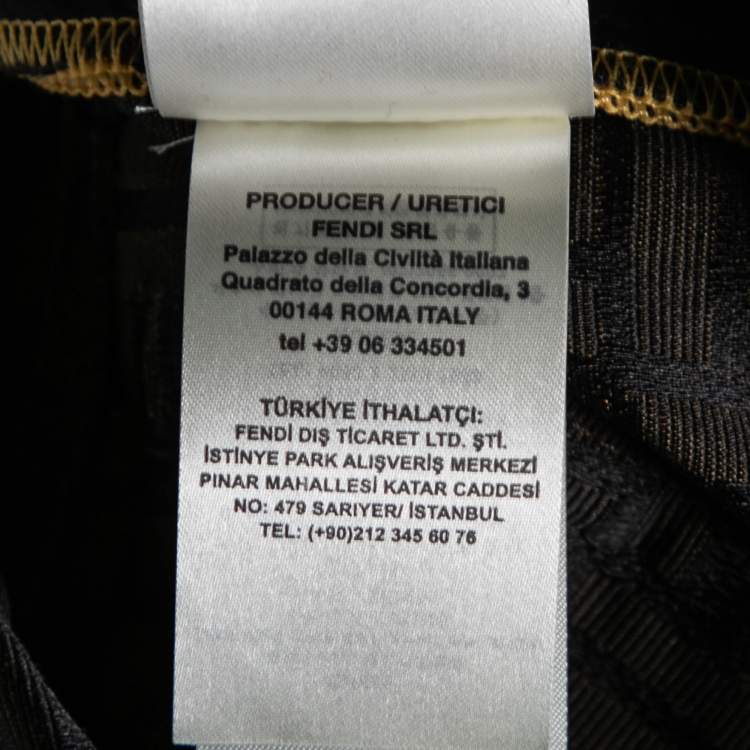 PRODUCER / URETICI
FENDI SRL
Palazzo della Civiltà Italiana
Quadrato della Concordia, 3
00144 ROMA ITALY
tel +39 06 334501
TÜRKİYE İTHALATÇI:
FENDİ DIŞ TİCARET LTD. ŞTİ.
İSTİNYE PARK ALIŞVERİŞ MERKEZİ
PINAR MAHALLESİ KATAR CADDESİ
NO: 479 SARIYER/ İSTANBUL
TEL: (+90)212 345 60 76